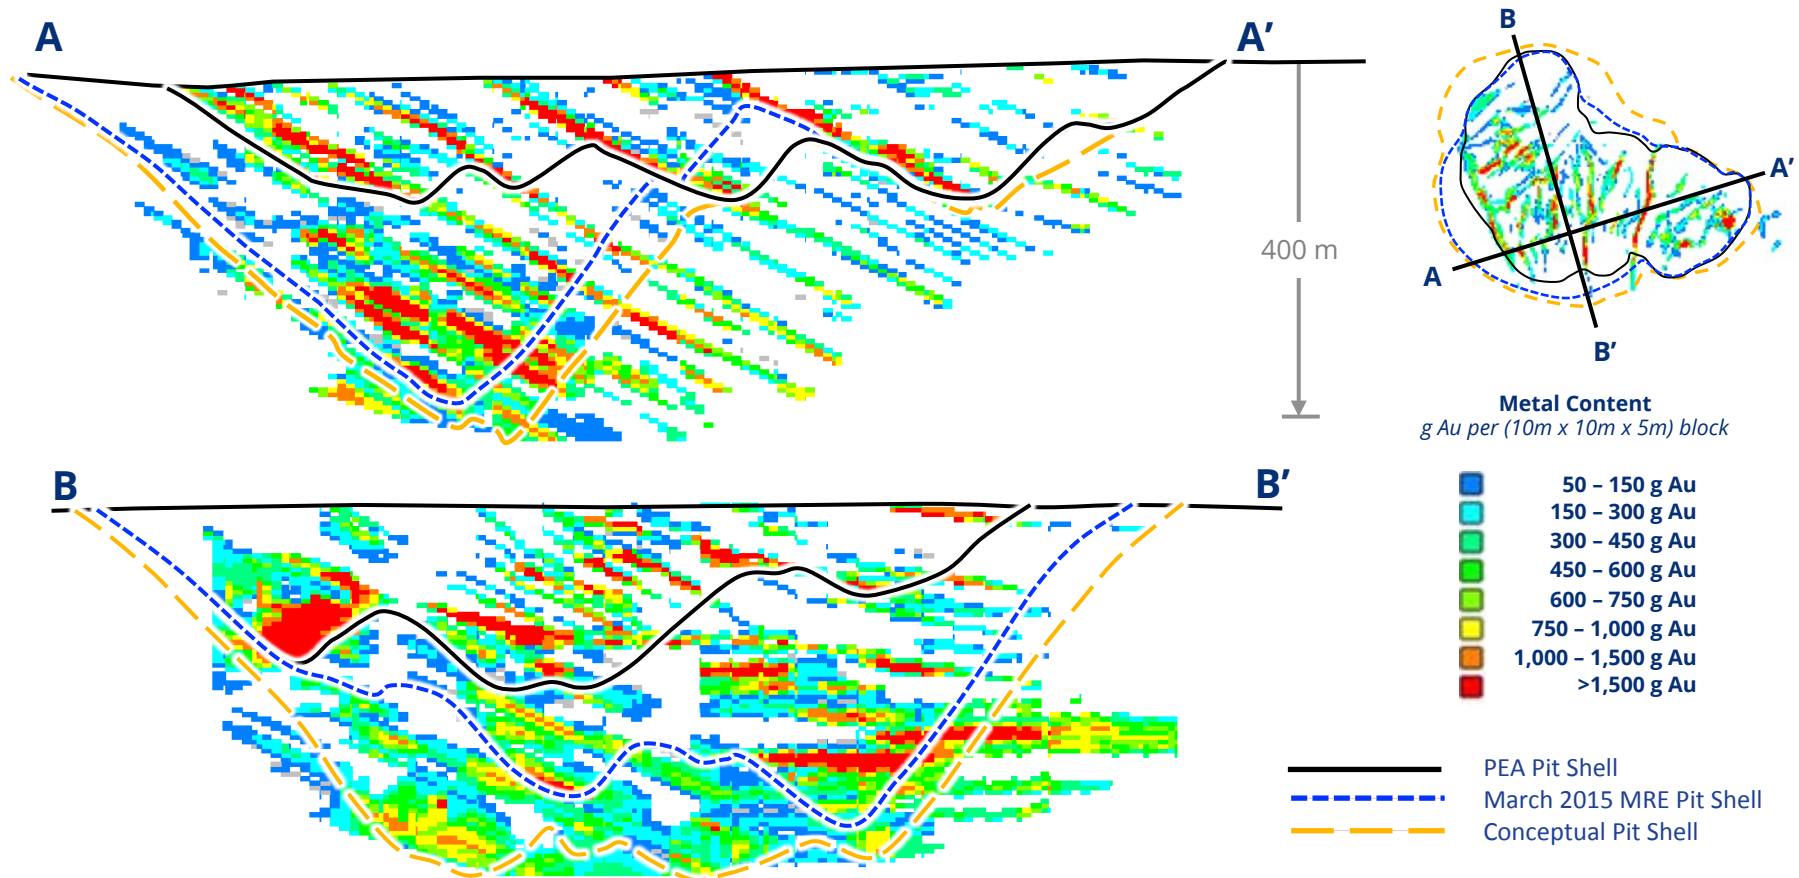 A
A’
400 m
B
B’
B
A’
A
B’
Metal Content
g Au per (10m x 10m x 5m) block
50 – 150 g Au
150 – 300 g Au
300 – 450 g Au
450 – 600 g Au
600 – 750 g Au
750 – 1,000 g Au
1,000 – 1,500 g Au
>1,500 g Au
PEA Pit Shell
March 2015 MRE Pit Shell
Conceptual Pit Shell